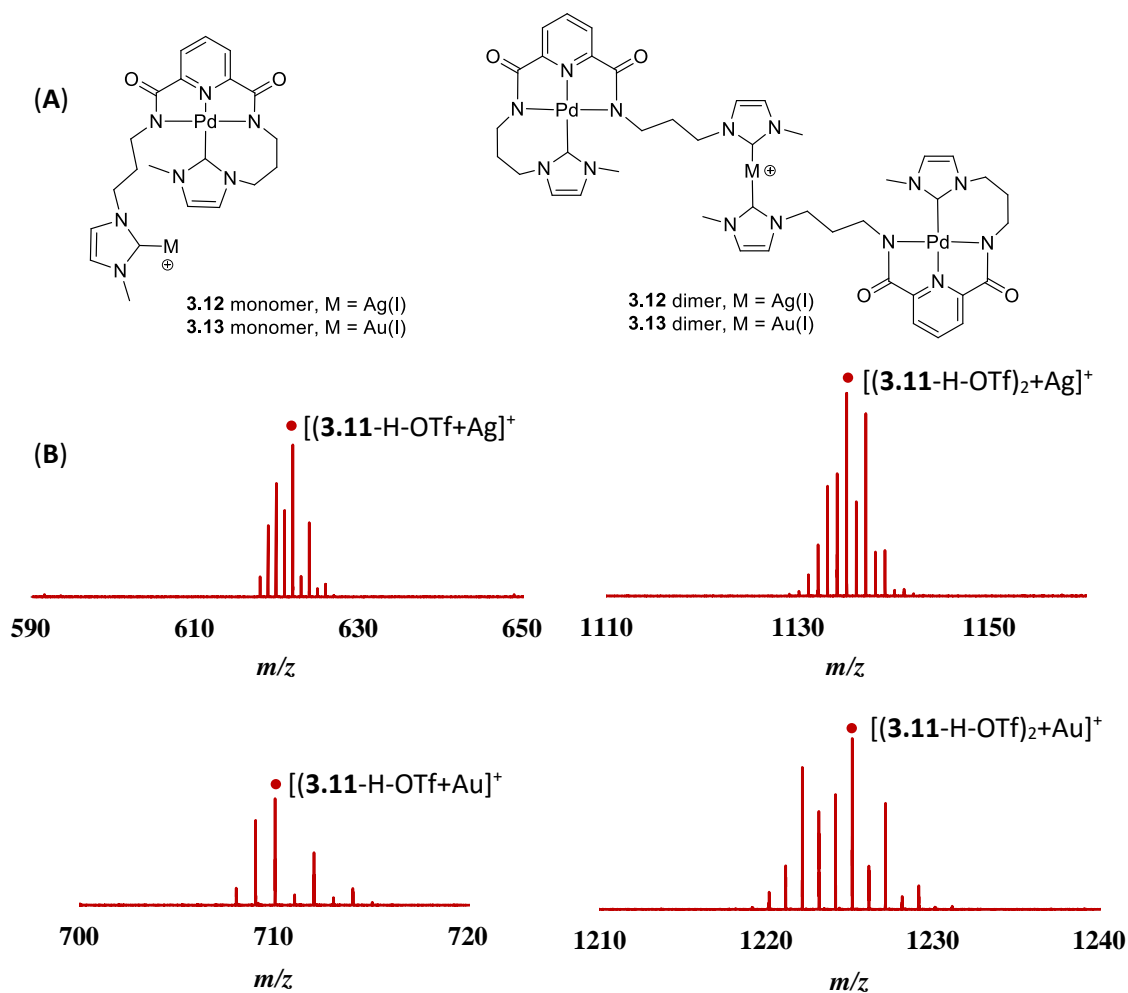 (A)
O
N
O
N
Pd
N
N
N
N
N
M
⊕
3.12 monomer, M = Ag(I)
3.13 monomer, M = Au(I)
O
N
O
N
Pd
N
N
N
N
N
M
⊕
N
N
N
N
N
Pd
N
N
O
O
3.12 dimer, M = Ag(I)
3.13 dimer, M = Au(I)
(B)
[(3.11-H-OTf+Ag]+
590 610 630 650
m/z
[(3.11-H-OTf)2+Ag]+
1110 1130 1150
m/z
[(3.11-H-OTf+Au]+
700 710 720
m/z
[(3.11-H-OTf)2+Au]+
1210 1220 1230 1240
m/z